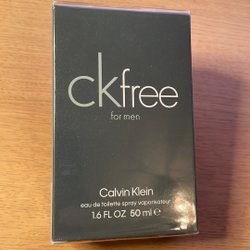 ckfree
for men
Calvin Klein
eau de toilette spray vaporisateur
1.6 FL OZ 50 ml e